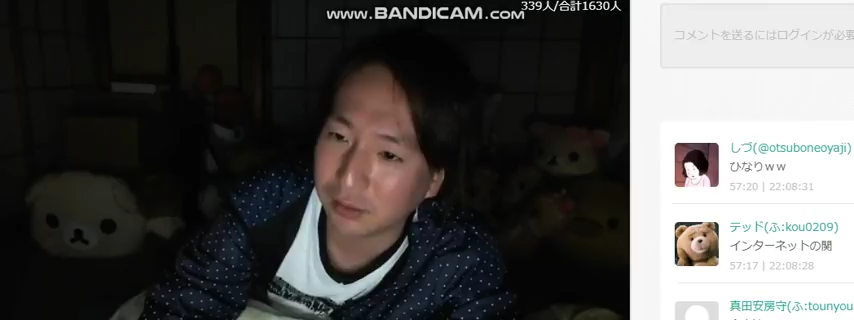 www.BANDICAM.com
339人/合計1630人
コメントを送るにはログインが必要
しづ(@otsuboneoyaji)
ひなりｗｗ
57:20 | 22:08:31
テッド(ふ:kou0209)
インターネットの関
57:17 | 22:08:28
真田安房守(ふ:tounyou